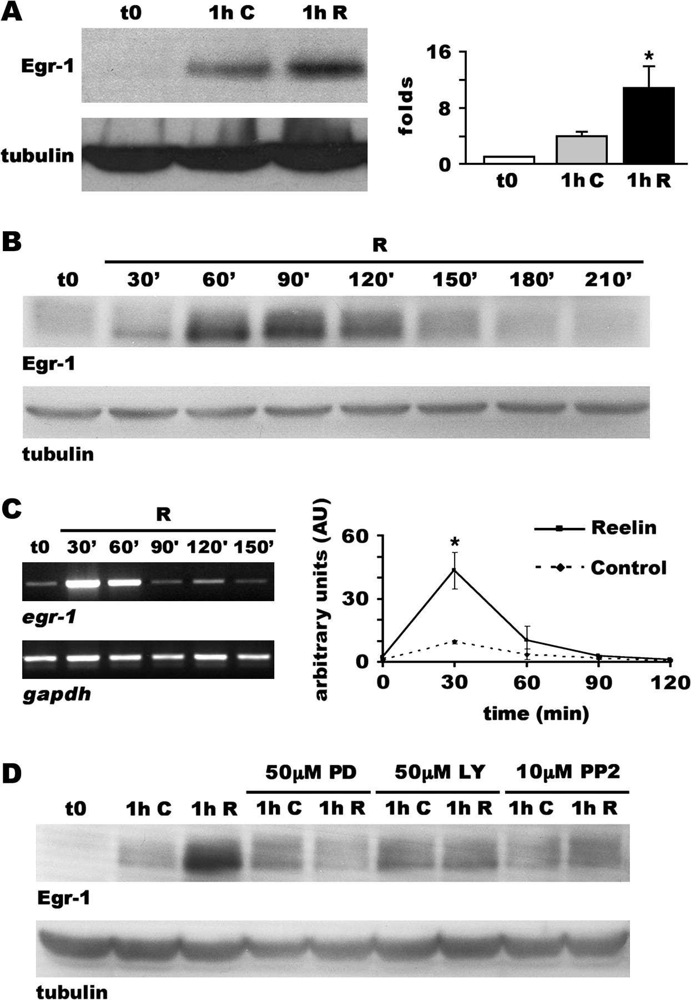 A
t0 1h C 1h R
Egr-1
tubulin
folds
16
8
0
*
t0 1h C 1h R
B
R
t0 30’ 60’ 90' 120' 150’ 180’ 210’
Egr-1
tubulin
C
R
t0 30’ 60’ 90' 120' 150’
egr-1
gapdh
arbitrary units (AU)
60
30
0
*
Reelin
Control
0 30 60 90 120
time (min)
D
50µM PD 50µM LY 10µM PP2
t0 1h C 1h R 1h C 1h R 1h C 1h R 1h C 1h R
Egr-1
tubulin